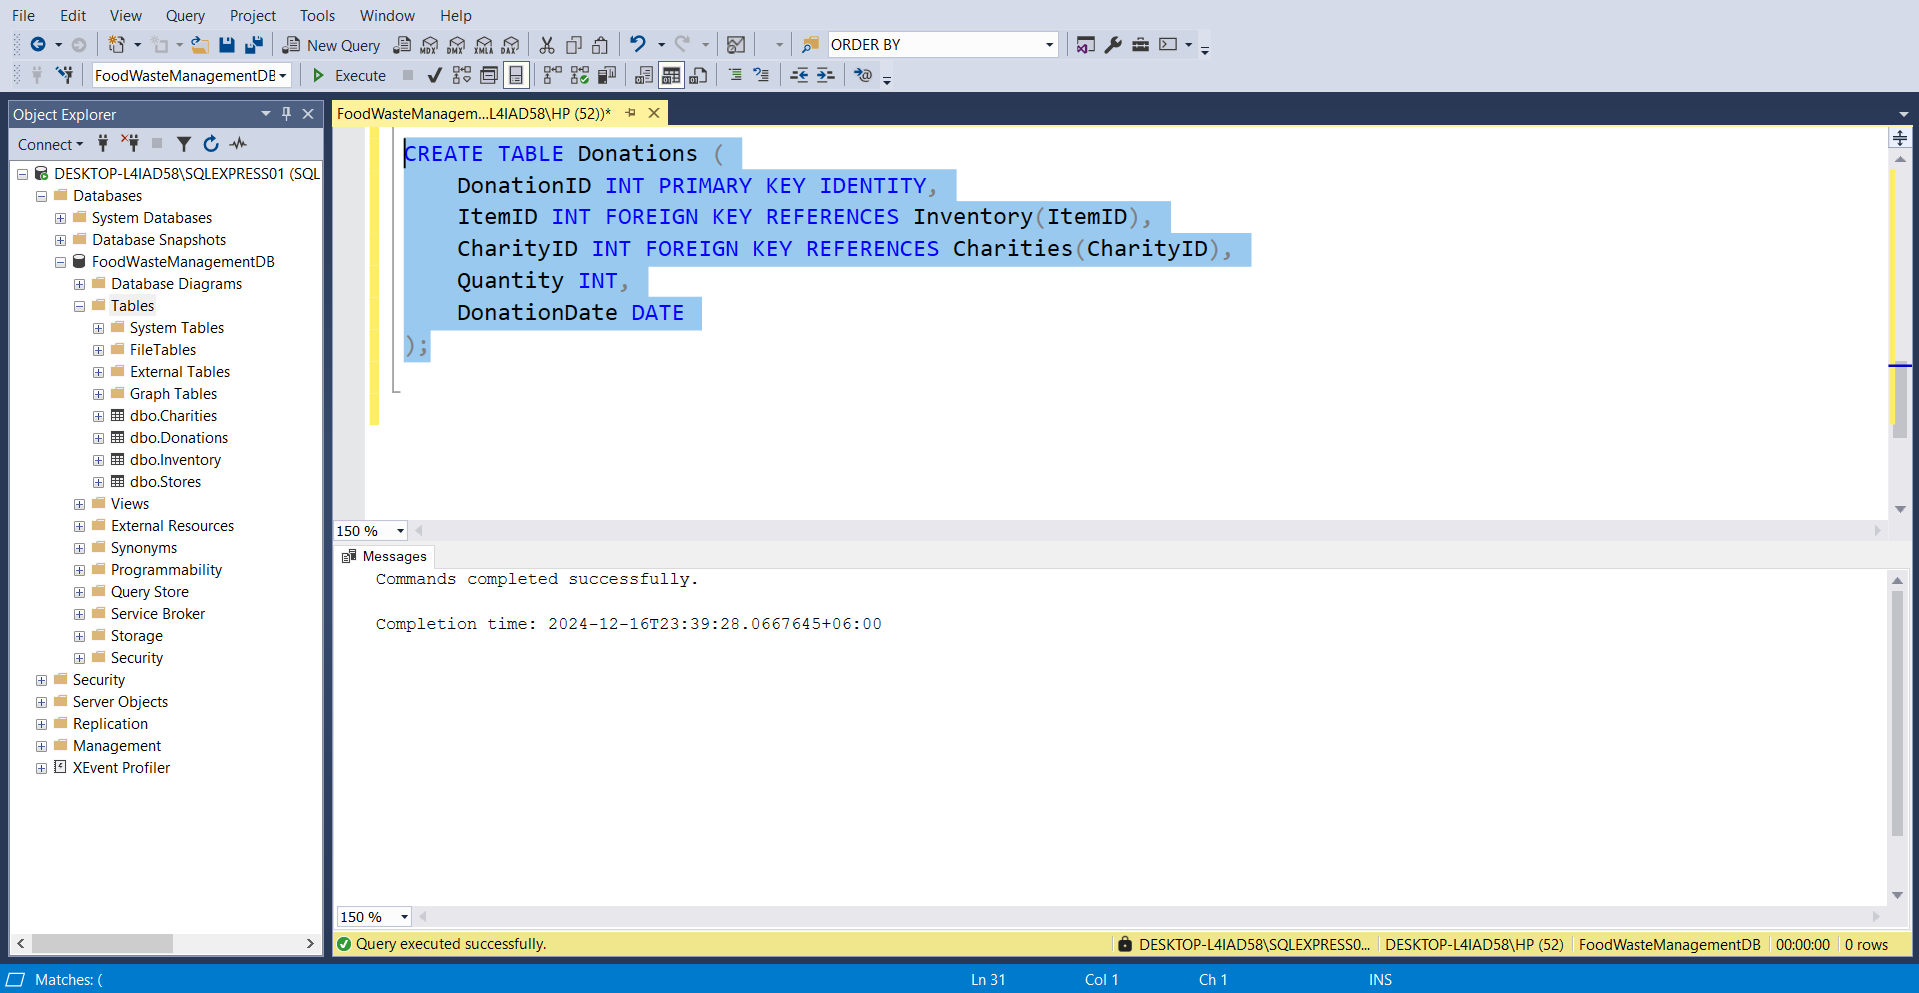 File Edit View Query Project Tools Window Help
New Query MDX DMX XMLA DAX ORDER BY
FoodWasteManagementDB Execute
Object Explorer
Connect
DESKTOP-L4IAD58\SQLEXPRESS01 (SQL
Databases
System Databases
Database Snapshots
FoodWasteManagementDB
Database Diagrams
Tables
System Tables
FileTables
External Tables
Graph Tables
dbo.Charities
dbo.Donations
dbo.Inventory
dbo.Stores
Views
External Resources
Synonyms
Programmability
Query Store
Service Broker
Storage
Security
Security
Server Objects
Replication
Management
XEvent Profiler
FoodWasteManagem...L4IAD58\HP (52))*
CREATE TABLE Donations (
DonationID INT PRIMARY KEY IDENTITY,
ItemID INT FOREIGN KEY REFERENCES Inventory(ItemID),
CharityID INT FOREIGN KEY REFERENCES Charities(CharityID),
Quantity INT,
DonationDate DATE
);
150 %
Messages
Commands completed successfully.
Completion time: 2024-12-16T23:39:28.0667645+06:00
150 %
Query executed successfully. DESKTOP-L4IAD58\SQLEXPRESS0... DESKTOP-L4IAD58\HP (52) FoodWasteManagementDB 00:00:00 0 rows
Matches: ( Ln 31 Col 1 Ch 1 INS